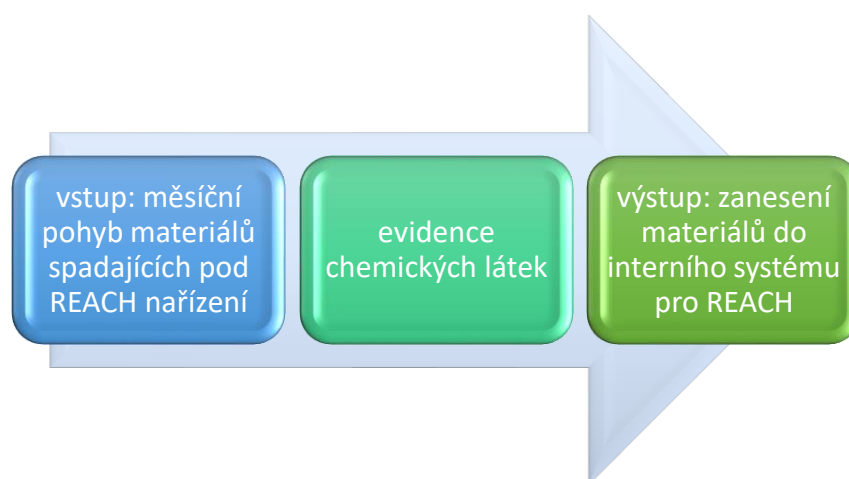 vstup: měsíční
pohyb materiálů
spadajících pod
REACH nařízení
evidence
chemických látek
výstup: zanesení
materiálů do
interního systému
pro REACH